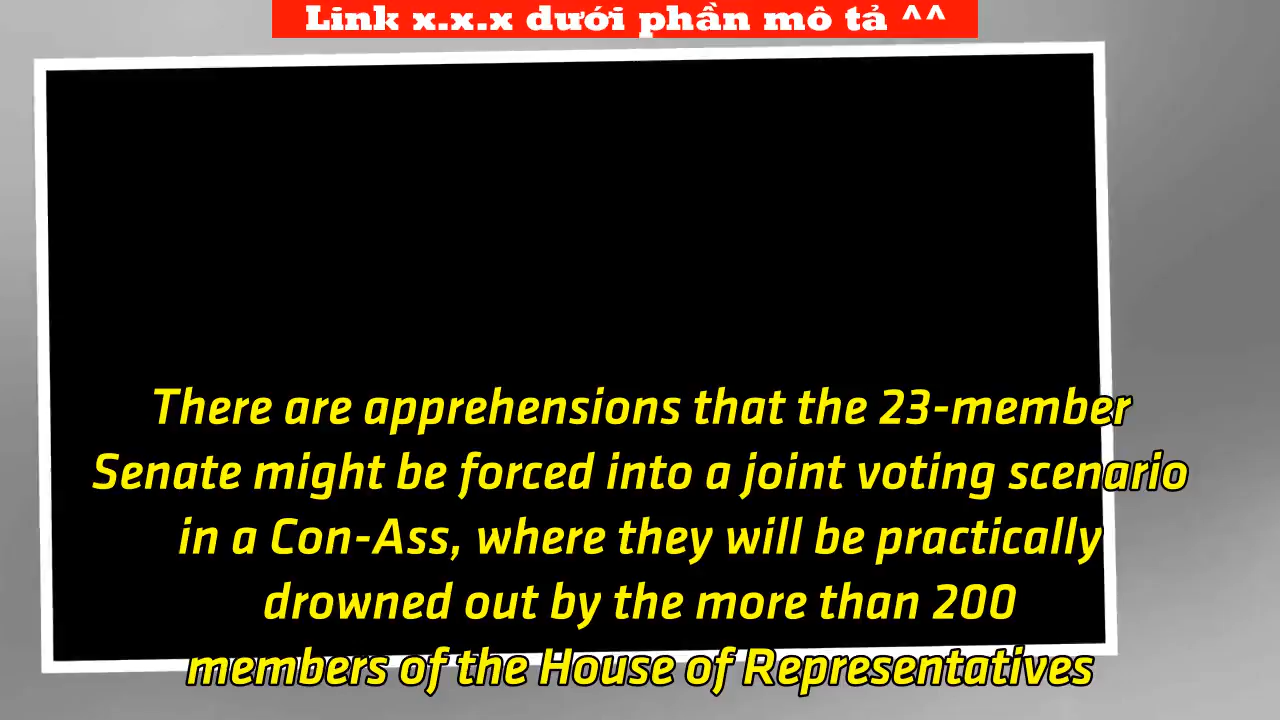 Link x.x.x dưới phần mô tả ^^
There are apprehensions that the 23-member
Senate might be forced into a joint voting scenario
in a Con-Ass, where they will be practically
drowned out by the more than 200
members of the House of Representatives